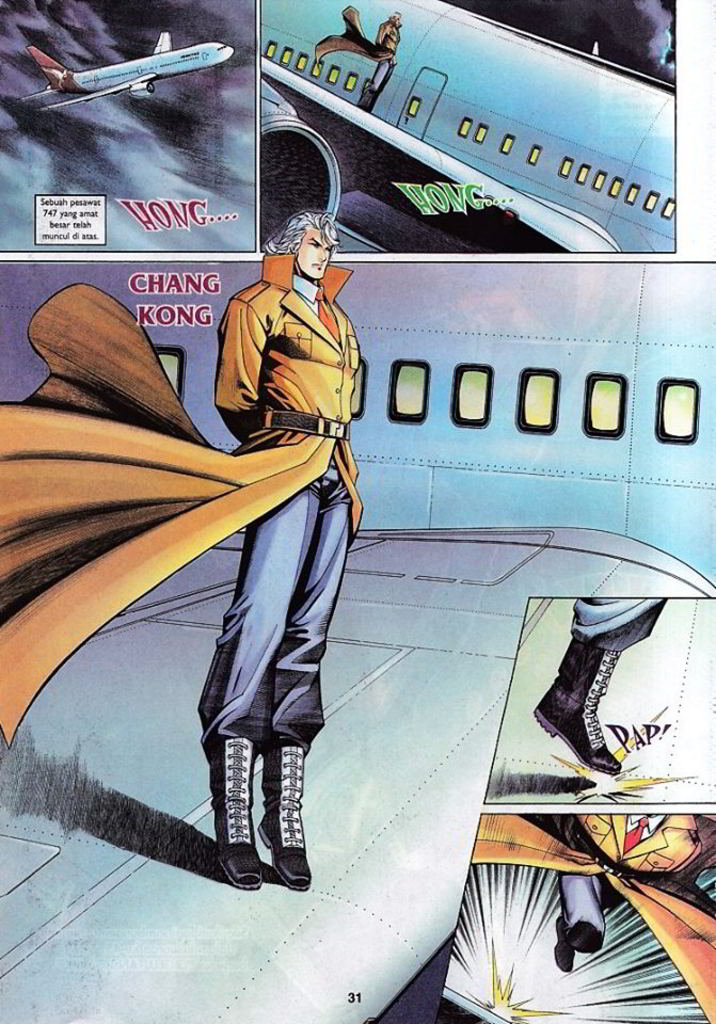 Sebuah pesawat
747 yang amat
besar telah
muncul di atas.
HONG....
HONG....
CHANG
KONG
PAP!
31